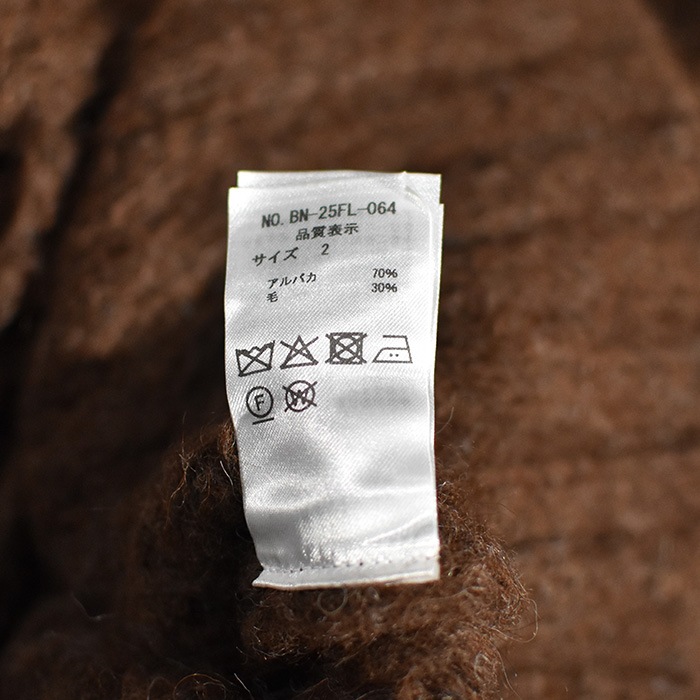 NO. BN-25FL-064
品質表示
サイズ 2
アルパカ 70%
毛 30%
F W